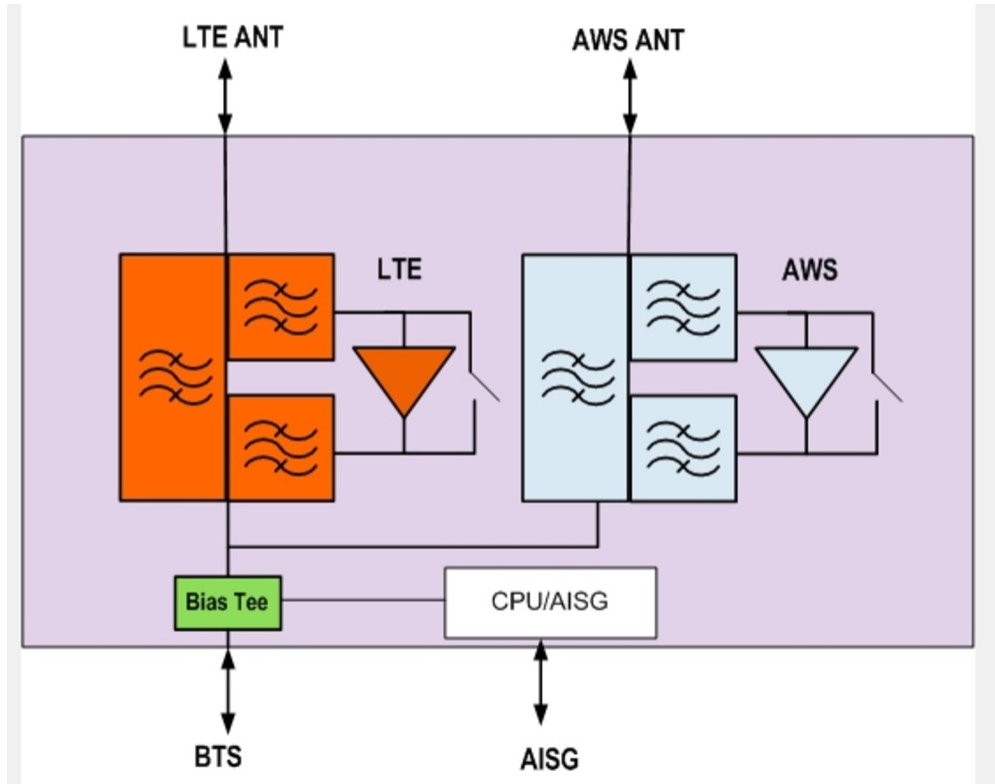 LTE ANT
AWS ANT
LTE
AWS
Bias Tee
CPU/AISG
BTS
AISG